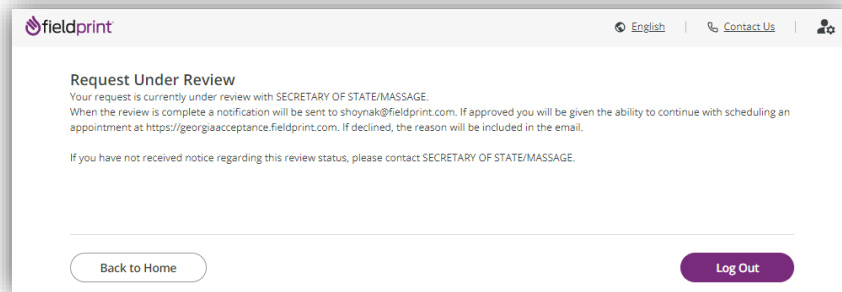 fieldprint
English
Contact Us
Request Under Review
Your request is currently under review with SECRETARY OF STATE/MASSAGE.
When the review is complete a notification will be sent to shoynak@fieldprint.com. If approved you will be given the ability to continue with scheduling an
appointment at https://georgiaacceptance.fieldprint.com. If declined, the reason will be included in the email.
If you have not received notice regarding this review status, please contact SECRETARY OF STATE/MASSAGE.
Back to Home
Log Out